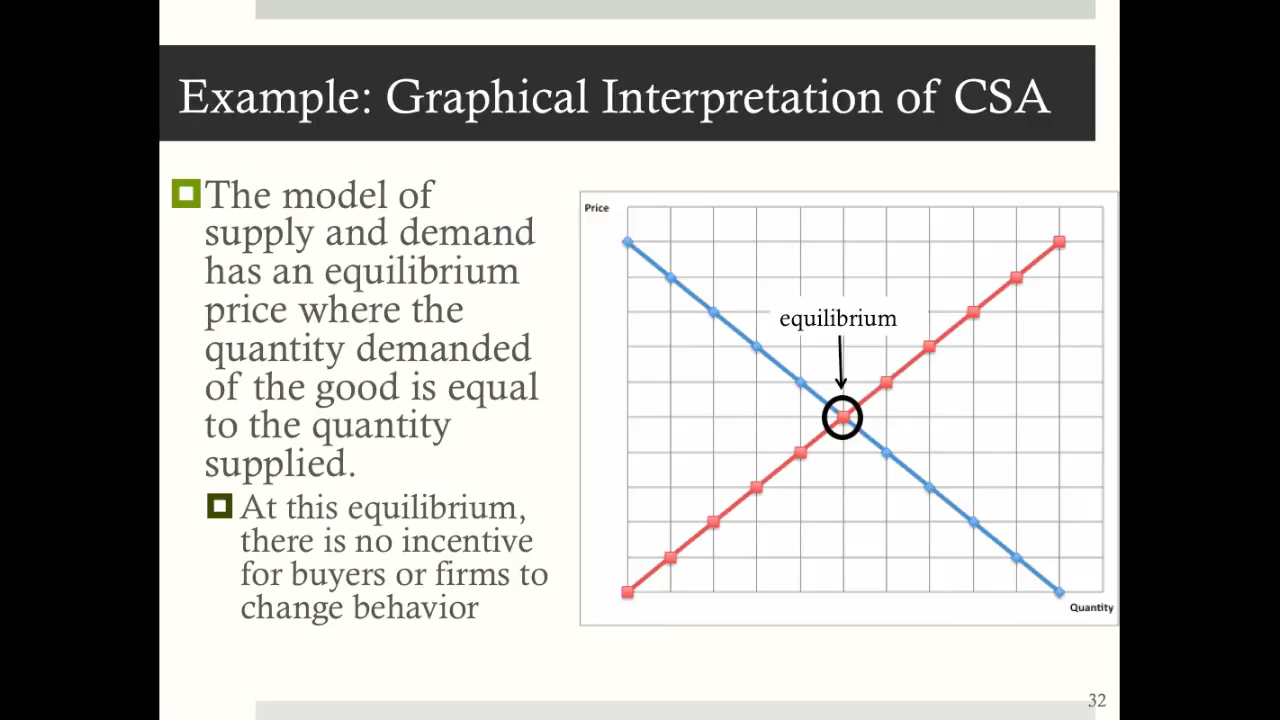 Example: Graphical Interpretation of CSA
The model of
supply and demand
has an equilibrium
price where the
quantity demanded
of the good is equal
to the quantity
supplied.
At this equilibrium,
there is no incentive
for buyers or firms to
change behavior
Price
equilibrium
Quantity
32